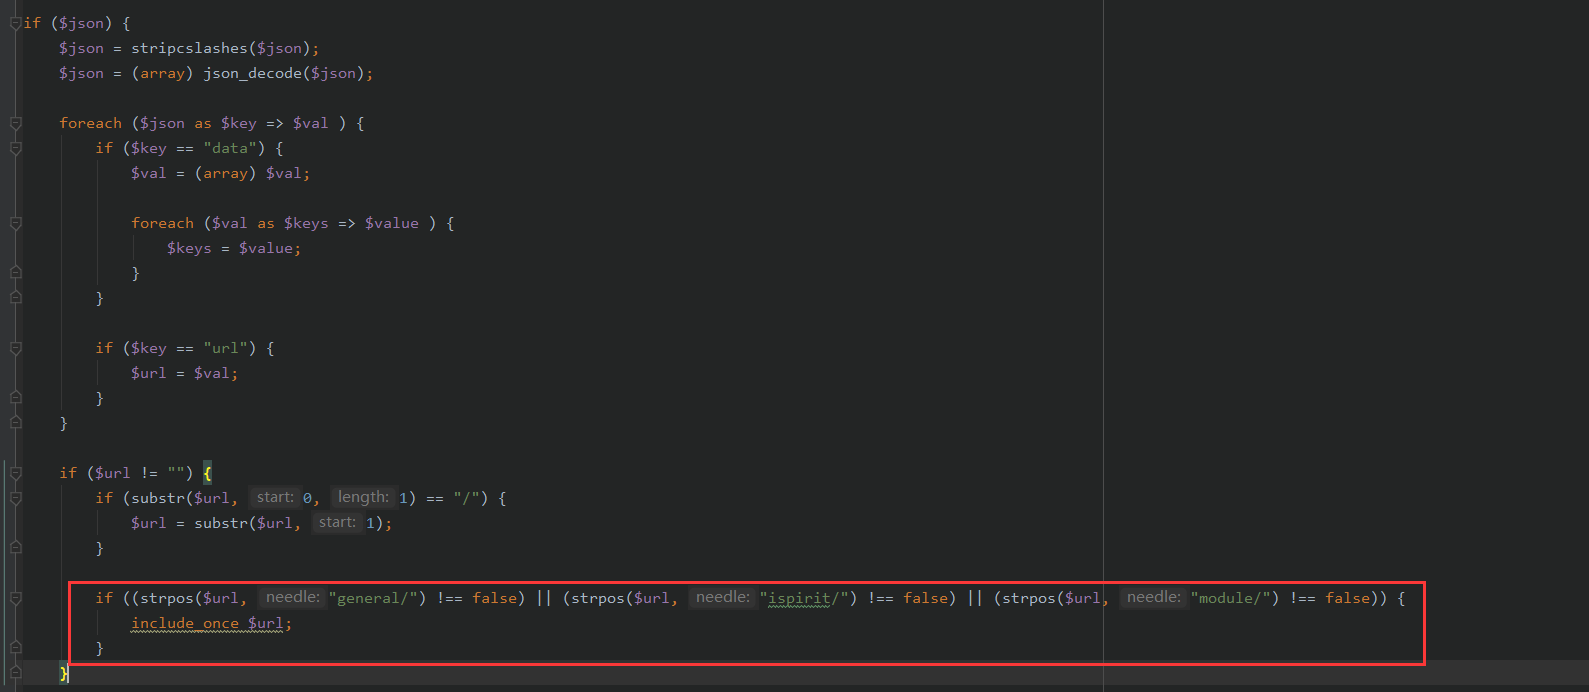 if ($json) {
    $json = stripcslashes($json);
    $json = (array) json_decode($json);
    foreach ($json as $key => $val ) {
        if ($key == "data") {
            $val = (array) $val;
            foreach ($val as $keys => $value ) {
                $keys = $value;
            }
        }
        if ($key == "url") {
            $url = $val;
        }
    }
    if ($url != "") {
        if (substr($url, start: 0, length: 1) == "/") {
            $url = substr($url, start: 1);
        }
        if ((strpos($url, needle: "general/") !== false) || (strpos($url, needle: "ispirit/") !== false) || (strpos($url, needle: "module/") !== false)) {
            include_once $url;
        }
    }